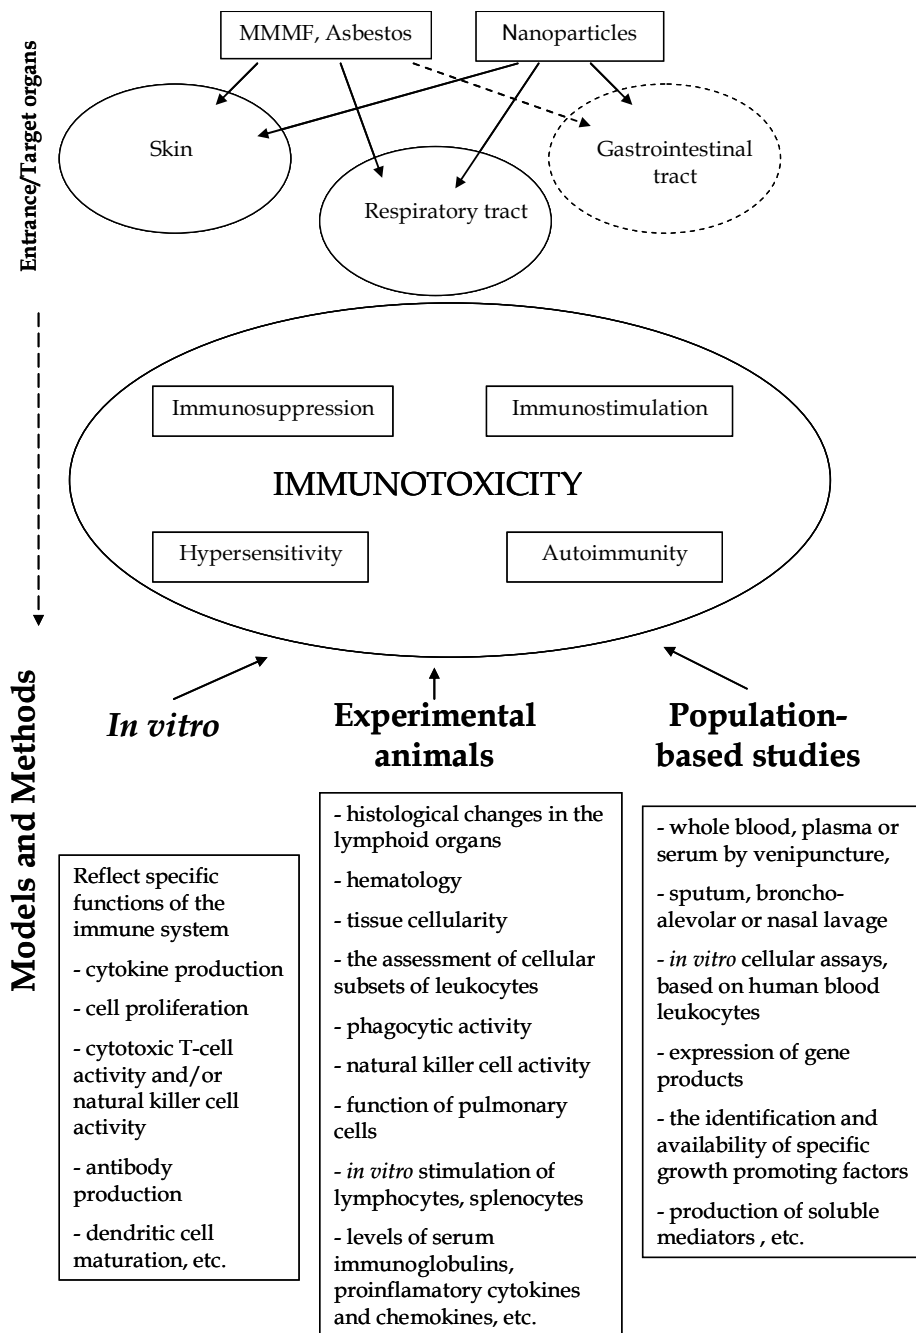 MMMF, Asbestos
Nanoparticles
Entrance/Target organs
Skin
Gastrointestinal
tract
Respiratory tract
Immunosuppression
Immunostimulation
IMMUNOTOXICITY
Hypersensitivity
Autoimmunity
Models and Methods
In vitro
Experimental
animals
Population-
based studies
Reflect specific
functions of the
immune system
- cytokine production
- cell proliferation
- cytotoxic T-cell
activity and/or
natural killer cell
activity
- antibody
production
- dendritic cell
maturation, etc.
- histological changes in the
lymphoid organs
- hematology
- tissue cellularity
- the assessment of cellular
subsets of leukocytes
- phagocytic activity
- natural killer cell activity
- function of pulmonary
cells
- in vitro stimulation of
lymphocytes, splenocytes
- levels of serum
immunoglobulins,
proinflamatory cytokines
and chemokines, etc.
- whole blood, plasma or
serum by venipuncture,
- sputum, broncho-
alevolar or nasal lavage
- in vitro cellular assays,
based on human blood
leukocytes
- expression of gene
products
- the identification and
availability of specific
growth promoting factors
- production of soluble
mediators , etc.